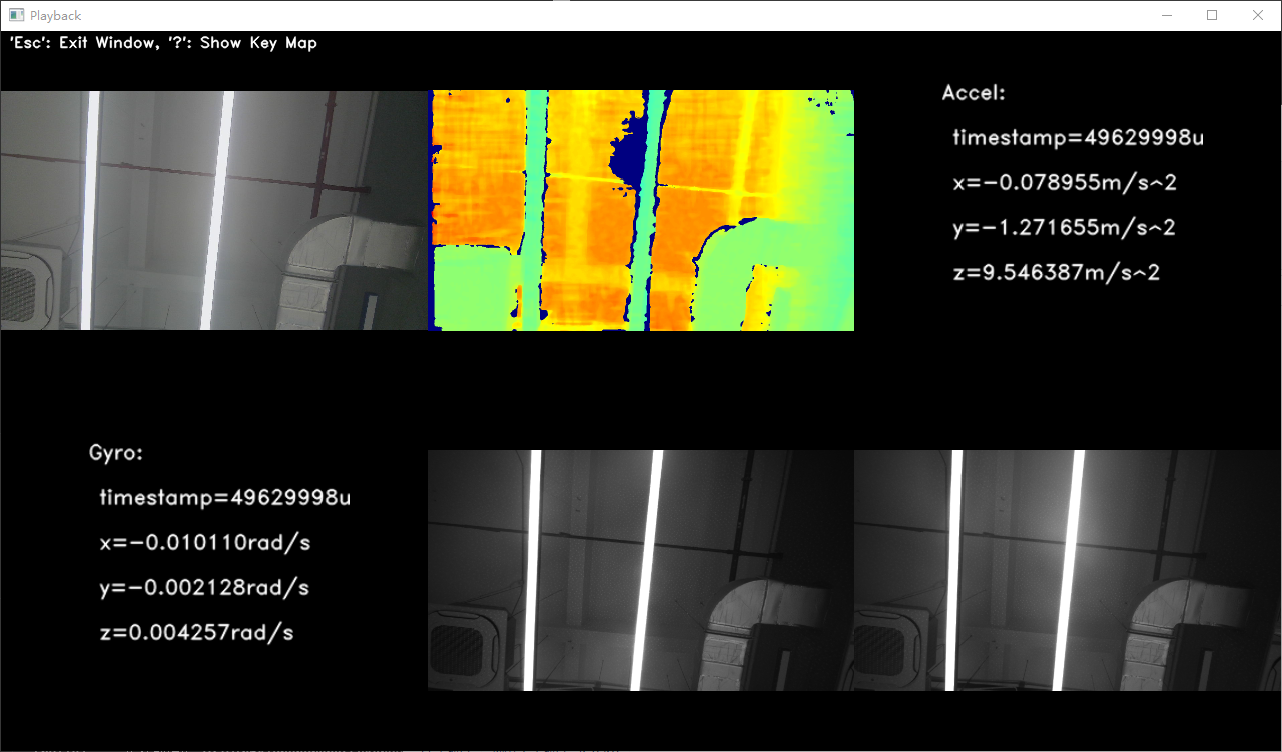 Playback
'Esc': Exit Window, '?': Show Key Map
Accel:
timestamp=49629998u
x=-0.078955m/s^2
y=-1.271655m/s^2
z=9.546387m/s^2
Gyro:
timestamp=49629998u
x=-0.010110rad/s
y=-0.002128rad/s
z=0.004257rad/s